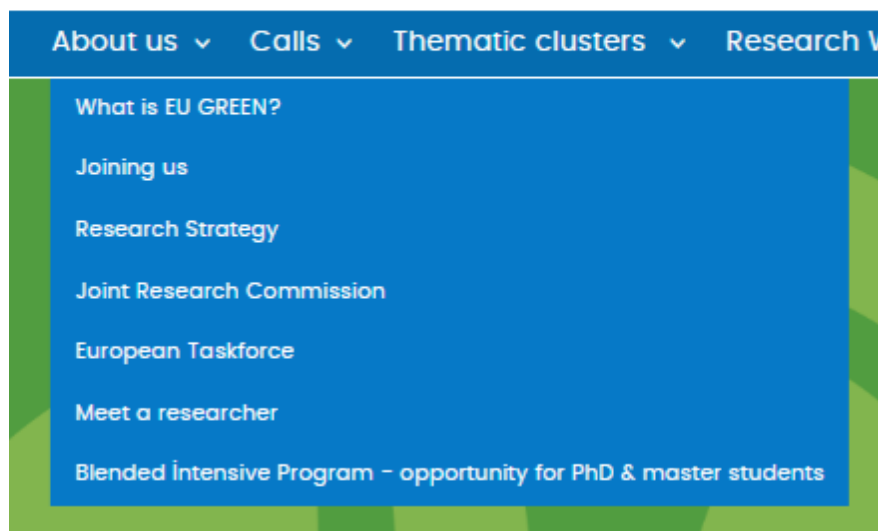 About us Calls Thematic clusters Research
What is EU GREEN?
Joining us
Research Strategy
Joint Research Commission
European Taskforce
Meet a researcher
Blended İntensive Program - opportunity for PhD & master students